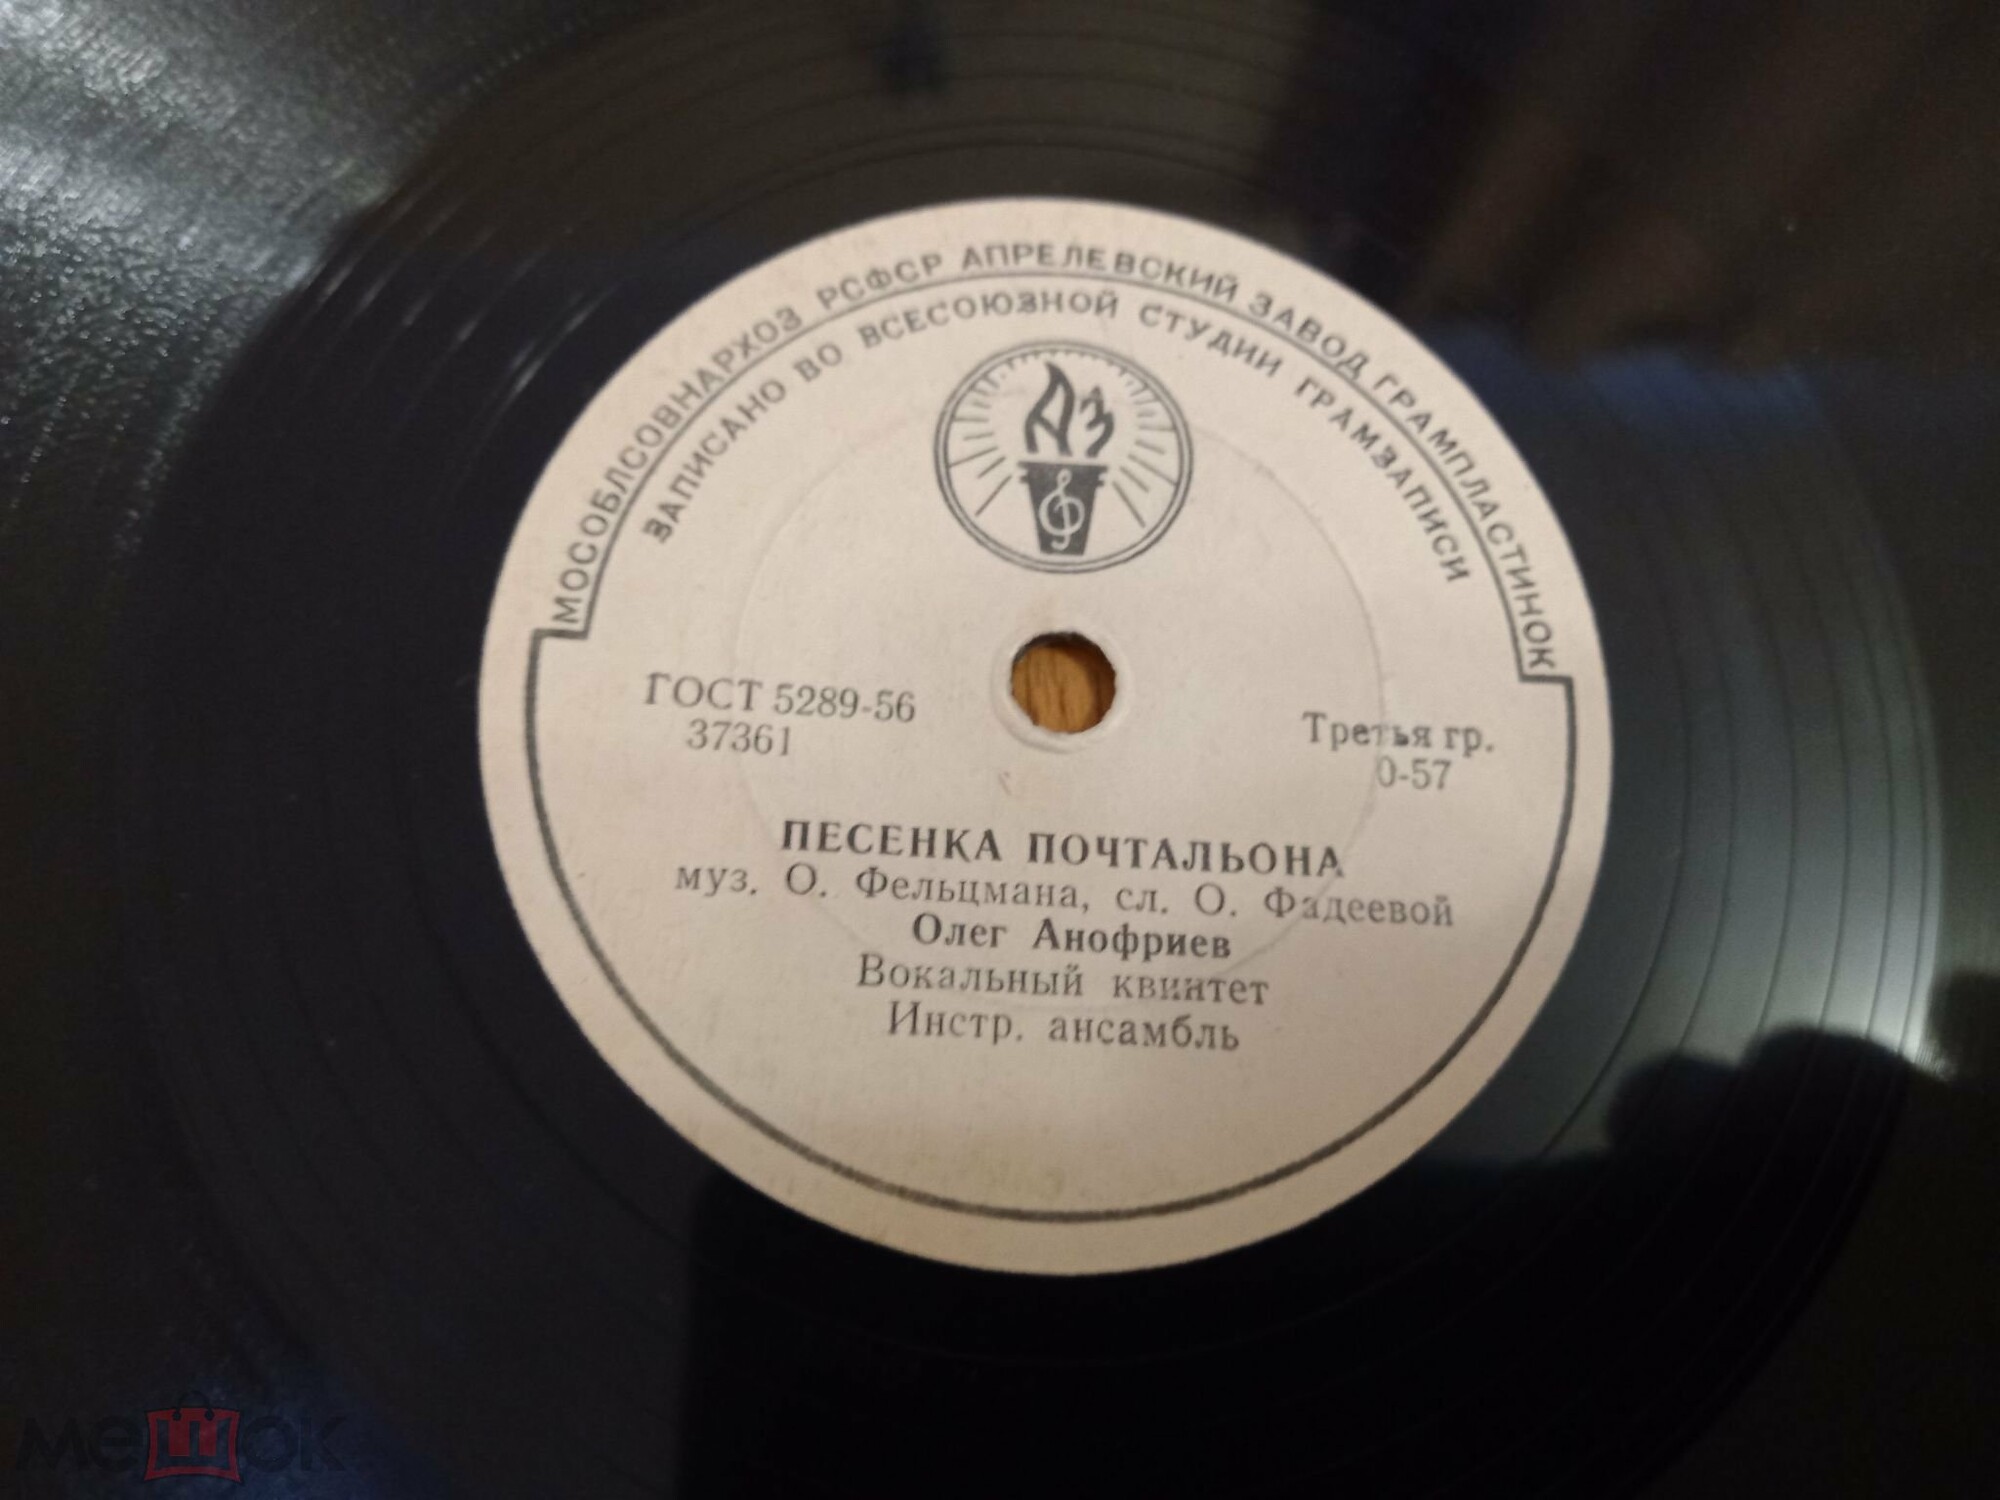 МОСОБЛСОВНАРХОЗ РСФСР АПРЕЛЕВСКИЙ ЗАВОД ГРАМПЛАСТИНОК
ЗАПИСАНО ВО ВСЕСОЮЗНОЙ СТУДИИ ГРАМЗАПИСИ
АЗ
ГОСТ 5289-56
37361
Третья гр.
0-57
ПЕСЕНКА ПОЧТАЛЬОНА
муз. О. Фельцмана, сл. О. Фадеевой
Олег Анофриев
Вокальный квинтет
Инстр. ансамбль
мешок